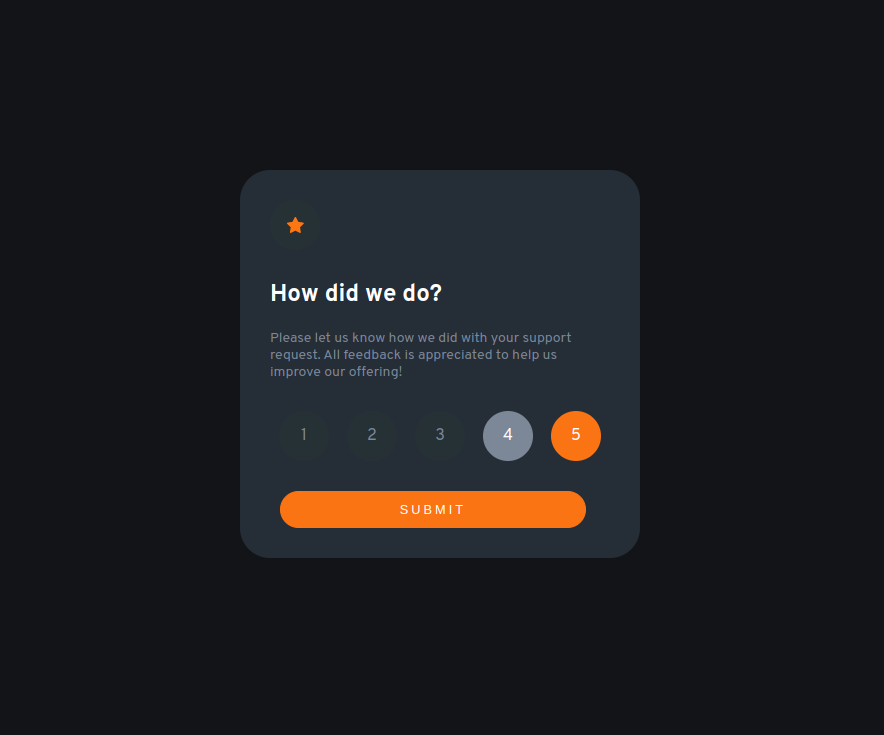 How did we do?
Please let us know how we did with your support
request. All feedback is appreciated to help us
improve our offering!
1 2 3 4 5
SUBMIT